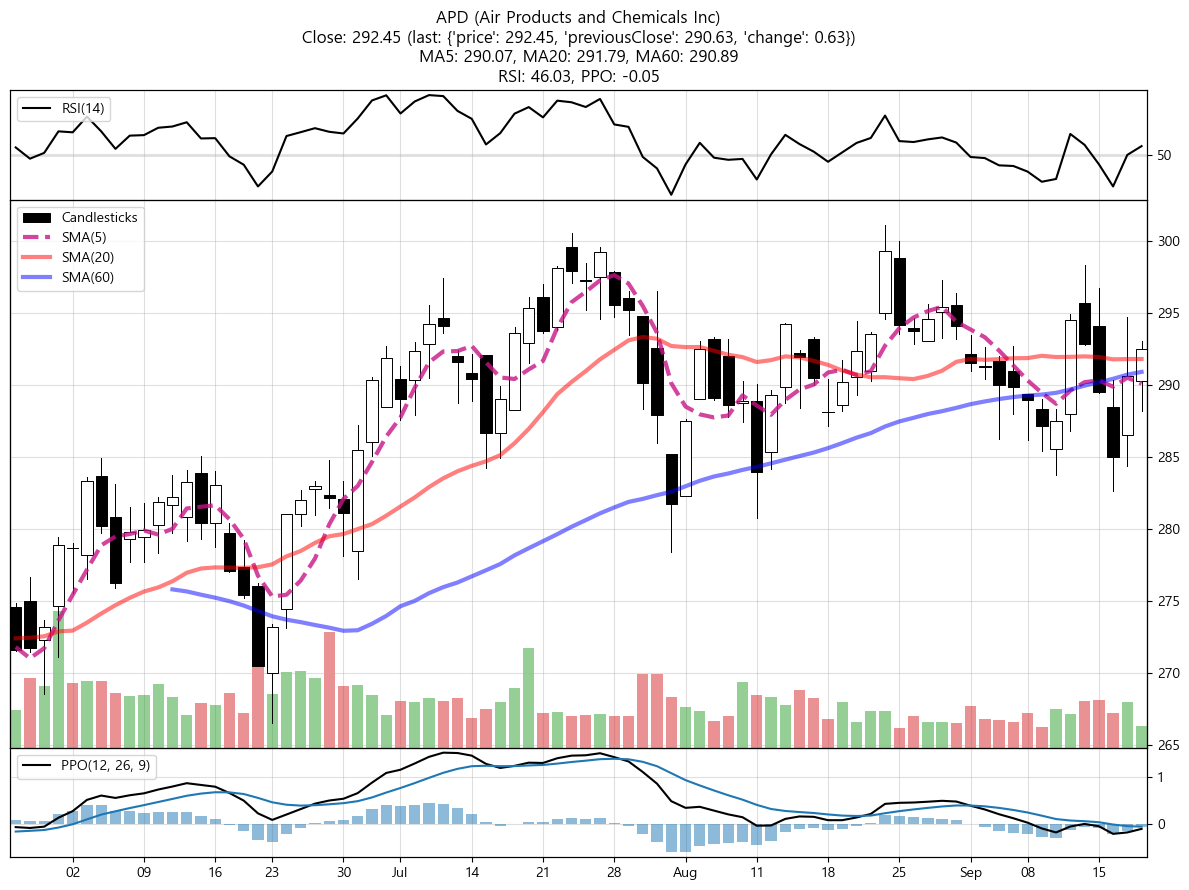 APD (Air Products and Chemicals Inc)
Close: 292.45 (last: {'price': 292.45, 'previousClose': 290.63, 'change': 0.63})
MA5: 290.07, MA20: 291.79, MA60: 290.89
RSI: 46.03, PPO: -0.05
RSI(14)
50
Candlesticks
SMA(5)
SMA(20)
SMA(60)
300
295
290
285
280
275
270
265
PPO(12, 26, 9)
1
0
02 09 16 23 30 Jul 14 21 28 Aug 11 18 25 Sep 08 15